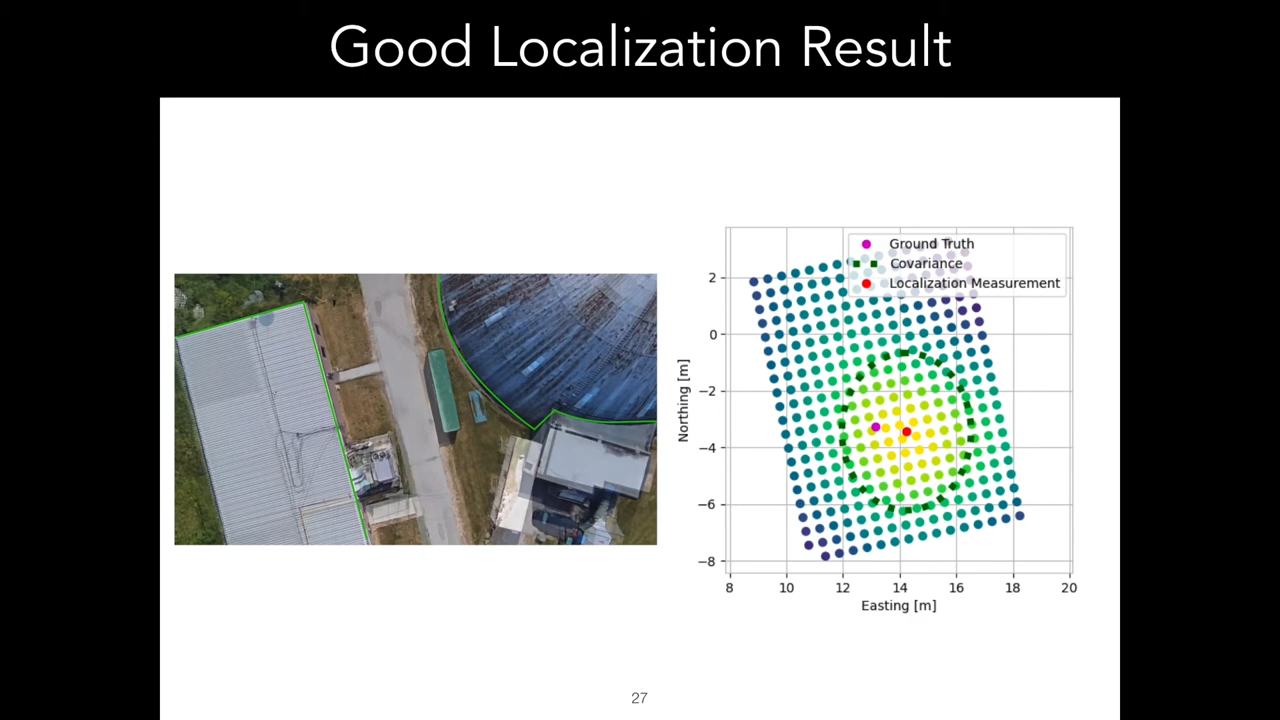 Good Localization Result
Ground Truth
Covariance
Localization Measurement
2
0
−2
−4
−6
−8
Northing [m]
8 10 12 14 16 18 20
Easting [m]
27